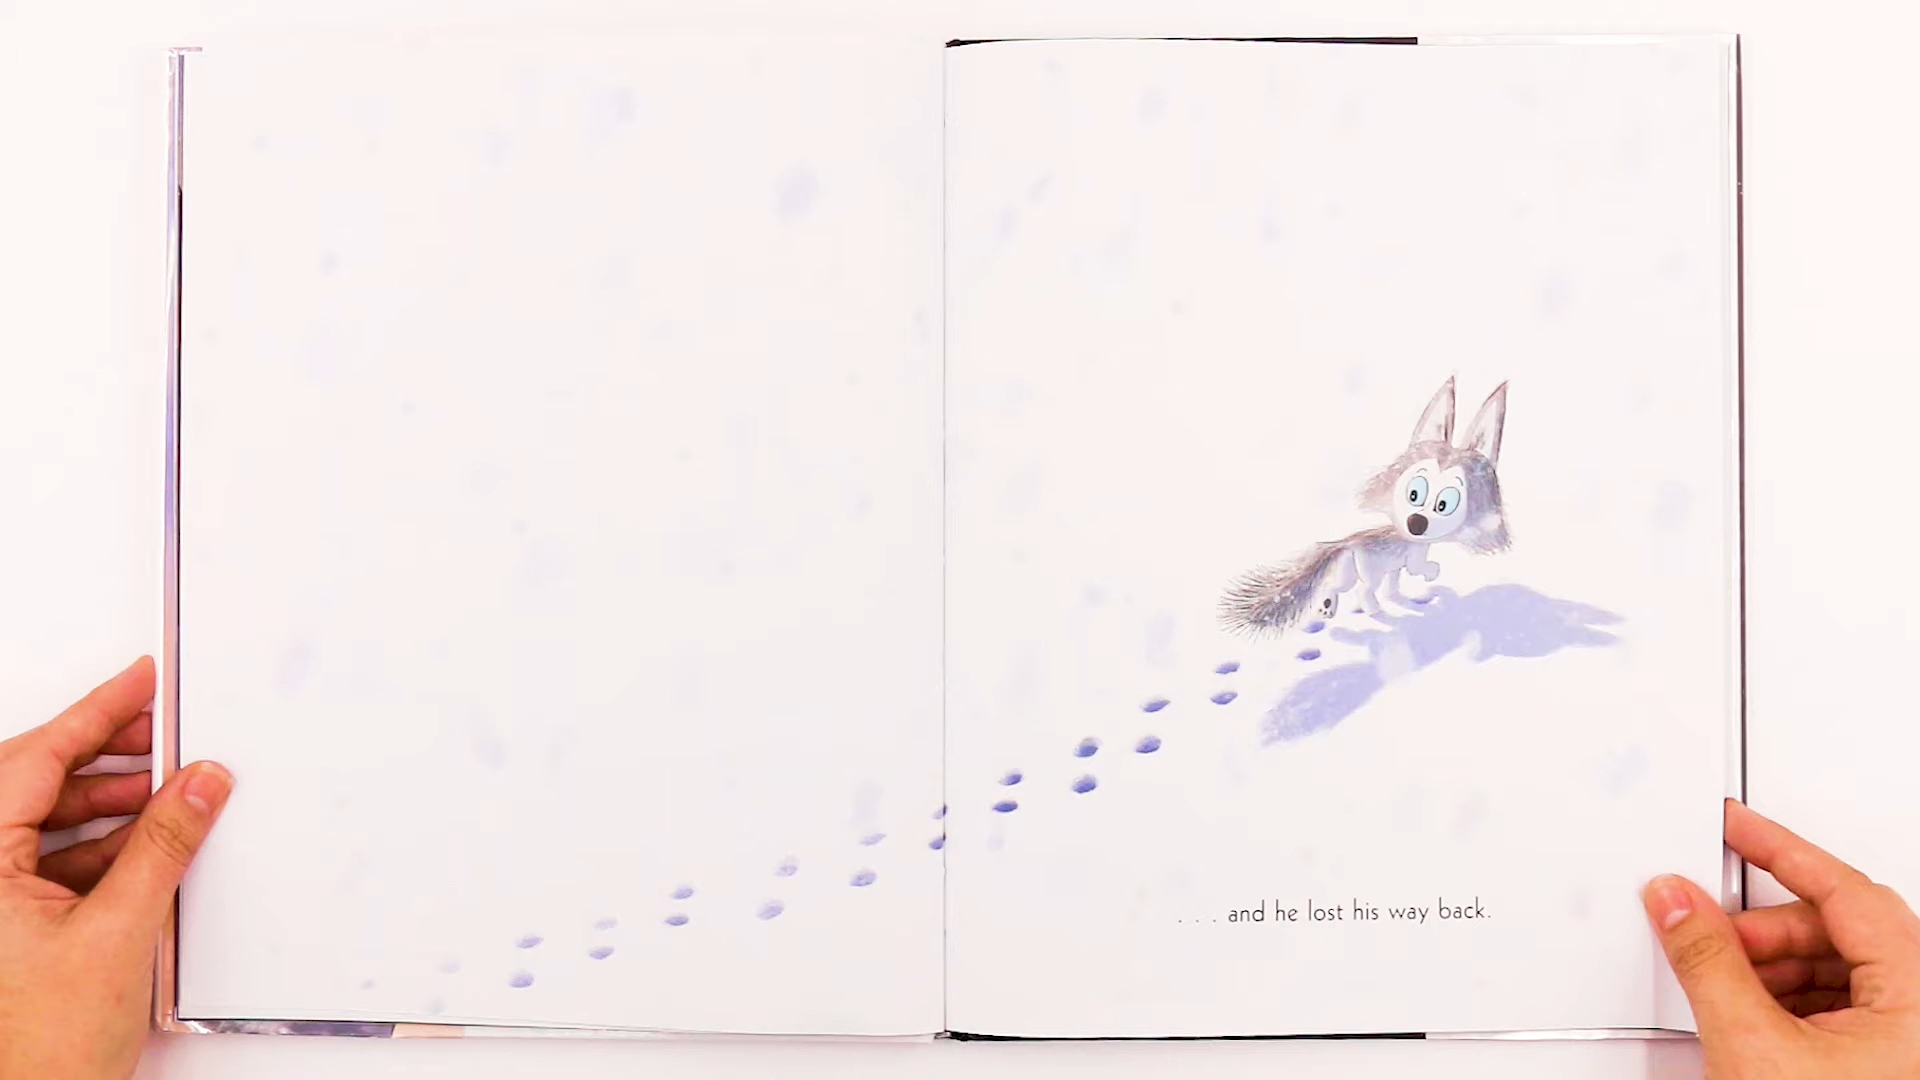 . . . and he lost his way back.